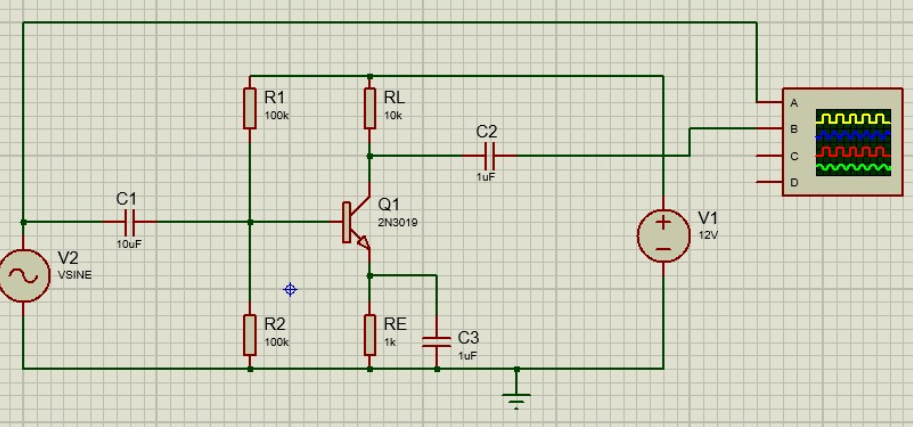 R1
100k
RL
10k
A
B
C
D
C2
1uF
C1
10uF
Q1
2N3019
V1
12V
V2
VSINE
R2
100k
RE
1k
C3
1uF